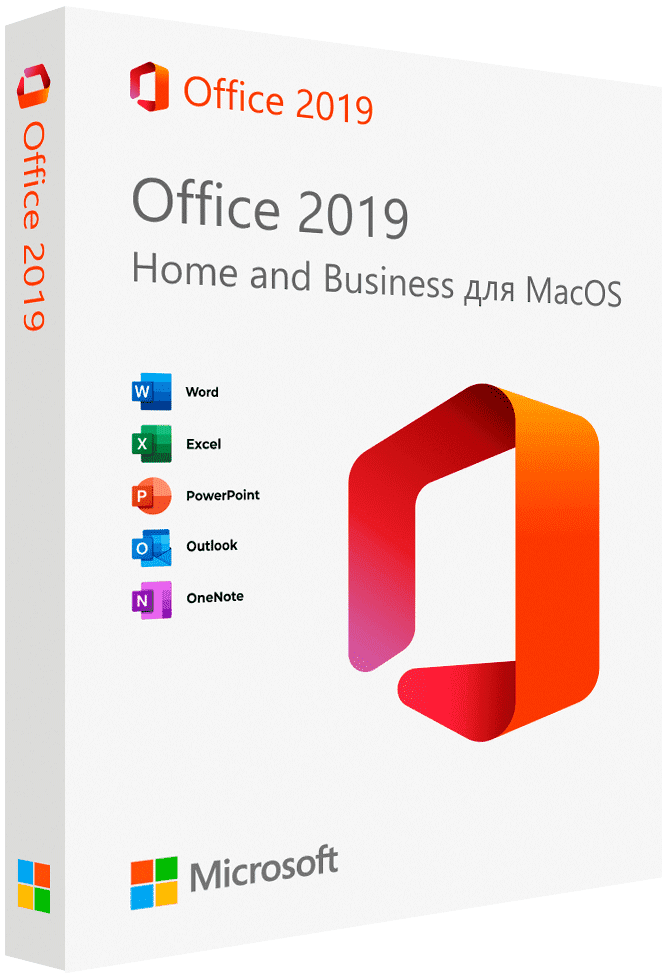 Office 2019
Office 2019
Office 2019
Home and Business для MacOS
W Word
X Excel
P PowerPoint
O Outlook
N OneNote
Microsoft